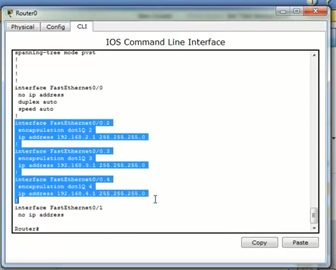 Router0
Physical Config CLI
IOS Command Line Interface
spanning-tree mode pvst
!
!
!
!
interface FastEthernet0/0
no ip address
duplex auto
speed auto
!
interface FastEthernet0/0.2
encapsulation dot1Q 2
ip address 192.168.2.1 255.255.255.0
!
interface FastEthernet0/0.3
encapsulation dot1Q 3
ip address 192.168.3.1 255.255.255.0
!
interface FastEthernet0/0.4
encapsulation dot1Q 4
ip address 192.168.4.1 255.255.255.0
!
interface FastEthernet0/1
no ip address
Router#
Copy Paste